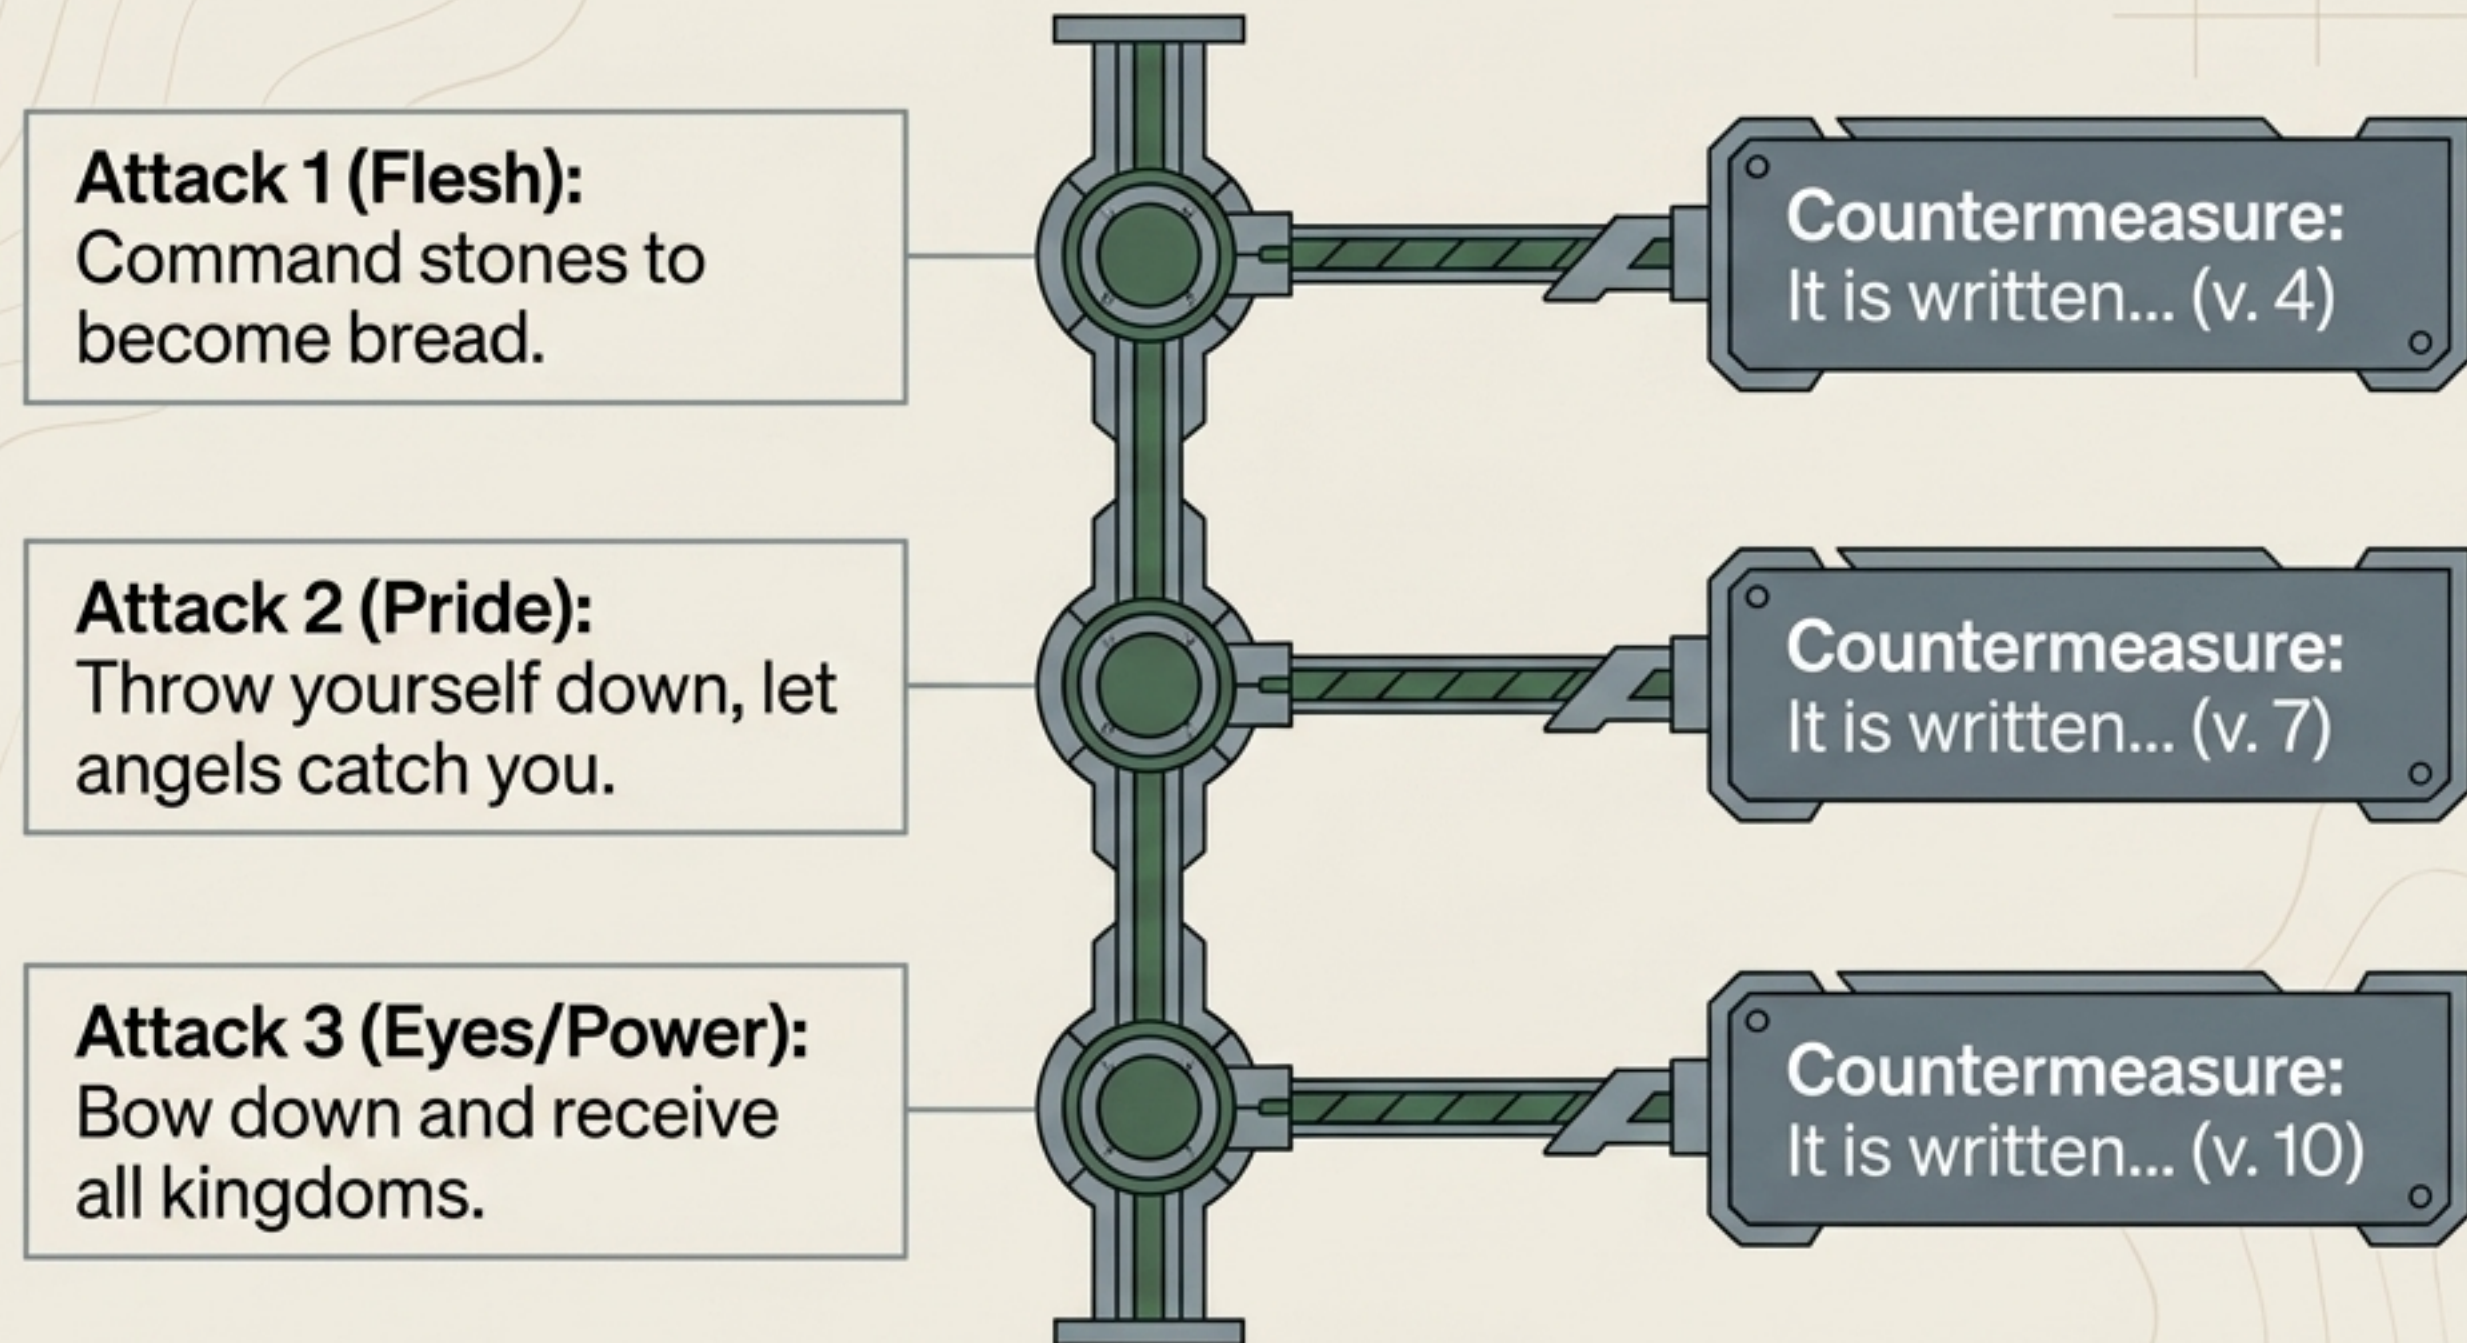 Attack 1 (Flesh):
Command stones to
become bread.
Countermeasure:
It is written... (v. 4)
Attack 2 (Pride):
Throw yourself down, let
angels catch you.
Countermeasure:
It is written... (v. 7)
Attack 3 (Eyes/Power):
Bow down and receive
all kingdoms.
Countermeasure:
It is written... (v. 10)